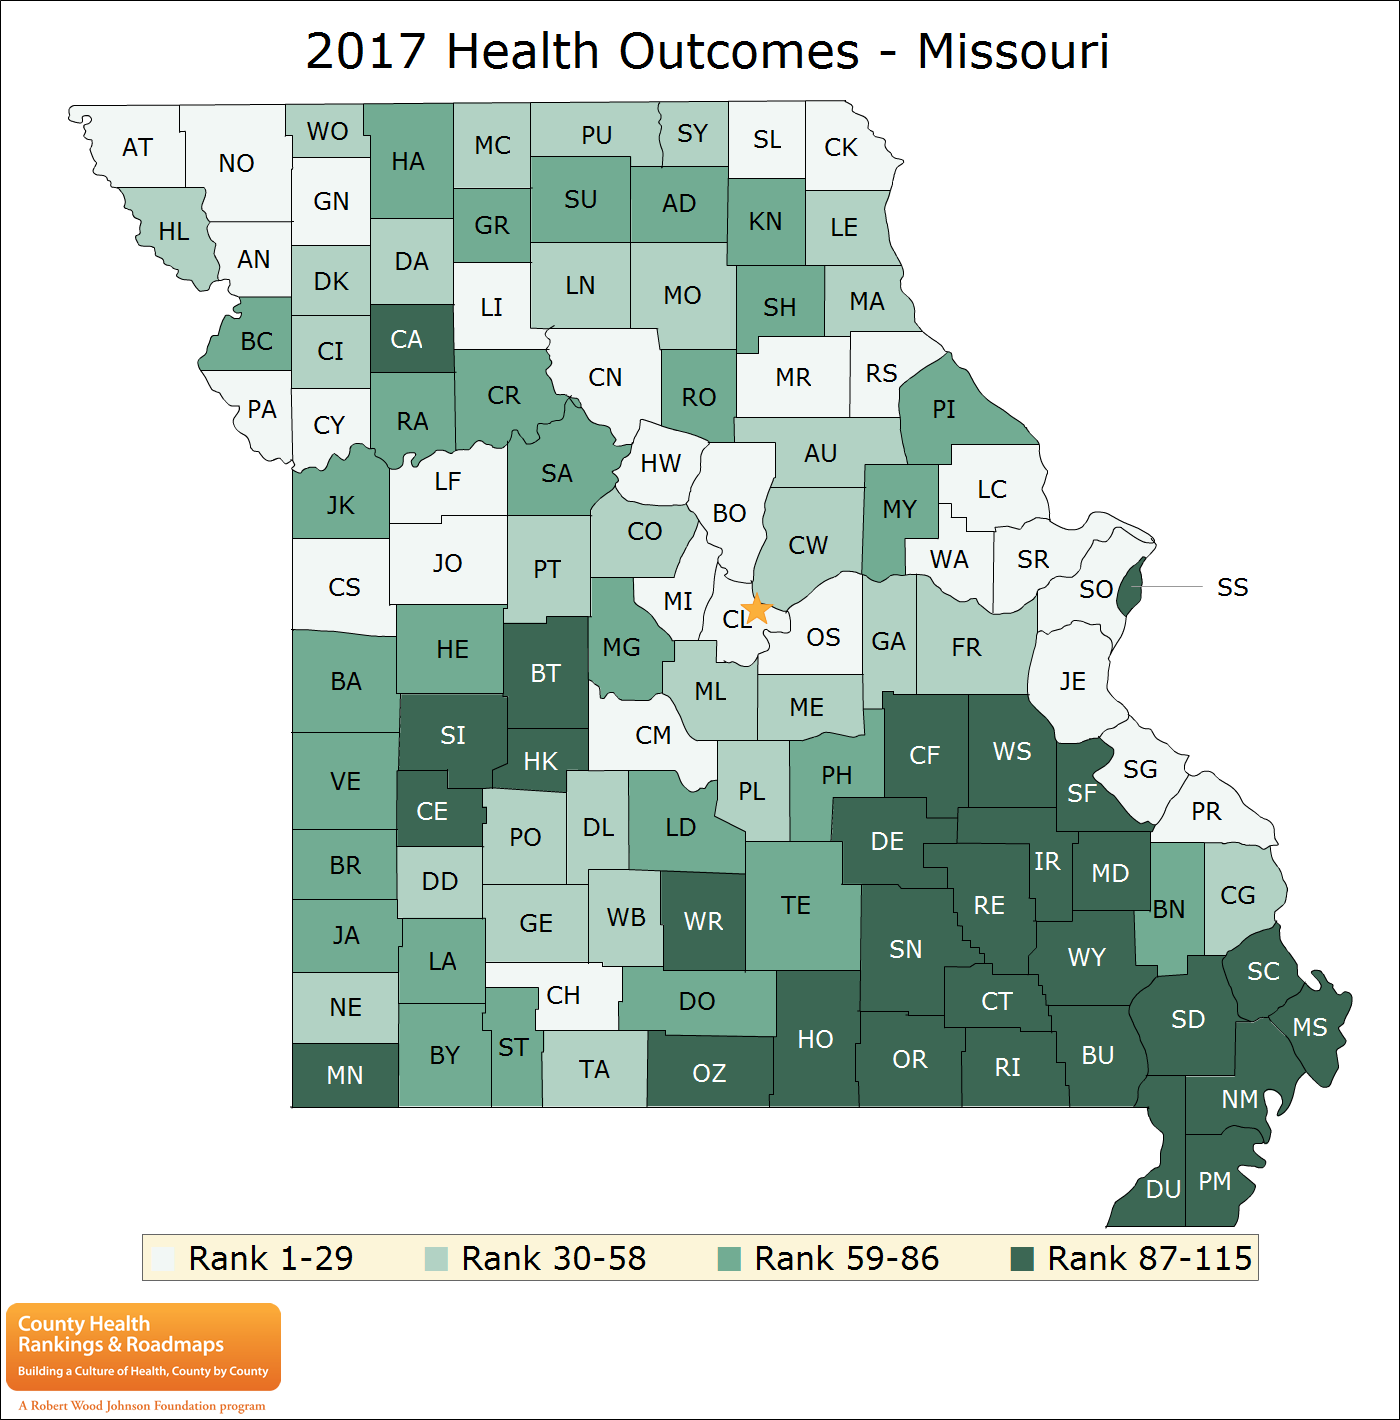 2017 Health Outcomes - Missouri
AT
NO
WO
HA
MC
PU
SY
SL
CK
GN
HL
AN
DK
DA
GR
SU
AD
KN
LE
LI
LN
MO
SH
MA
BC
CI
CA
CN
RO
MR
RS
PA
CY
RA
CR
PI
JK
LF
SA
HW
BO
AU
LC
CS
JO
PT
CO
CW
MY
WA
SR
SO
SS
MI
CL
OS
GA
FR
JE
BA
HE
BT
MG
ML
ME
SI
HK
CM
VE
CE
PO
DL
LD
PL
PH
CF
WS
SF
SG
PR
BR
DD
DE
IR
MD
BN
CG
JA
LA
GE
WB
WR
TE
SN
RE
WY
SC
NE
CH
DO
CT
SD
MS
MN
BY
ST
TA
OZ
HO
OR
RI
BU
NM
DU
PM
Rank 1-29 Rank 30-58 Rank 59-86 Rank 87-115
County Health
Rankings & Roadmaps
Building a Culture of Health, County by County
A Robert Wood Johnson Foundation program